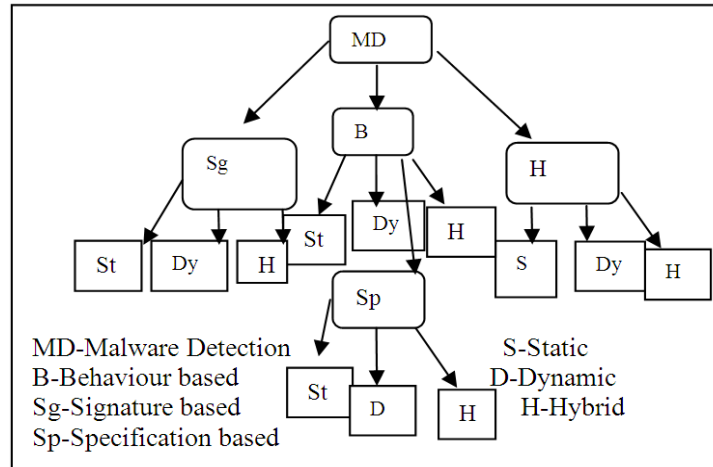 MD
B
Sg
H
St
Dy
H
St
Dy
H
S
Dy
H
Sp
MD-Malware Detection
S-Static
B-Behaviour based
D-Dynamic
St
D
H
Sg-Signature based
H-Hybrid
Sp-Specification based